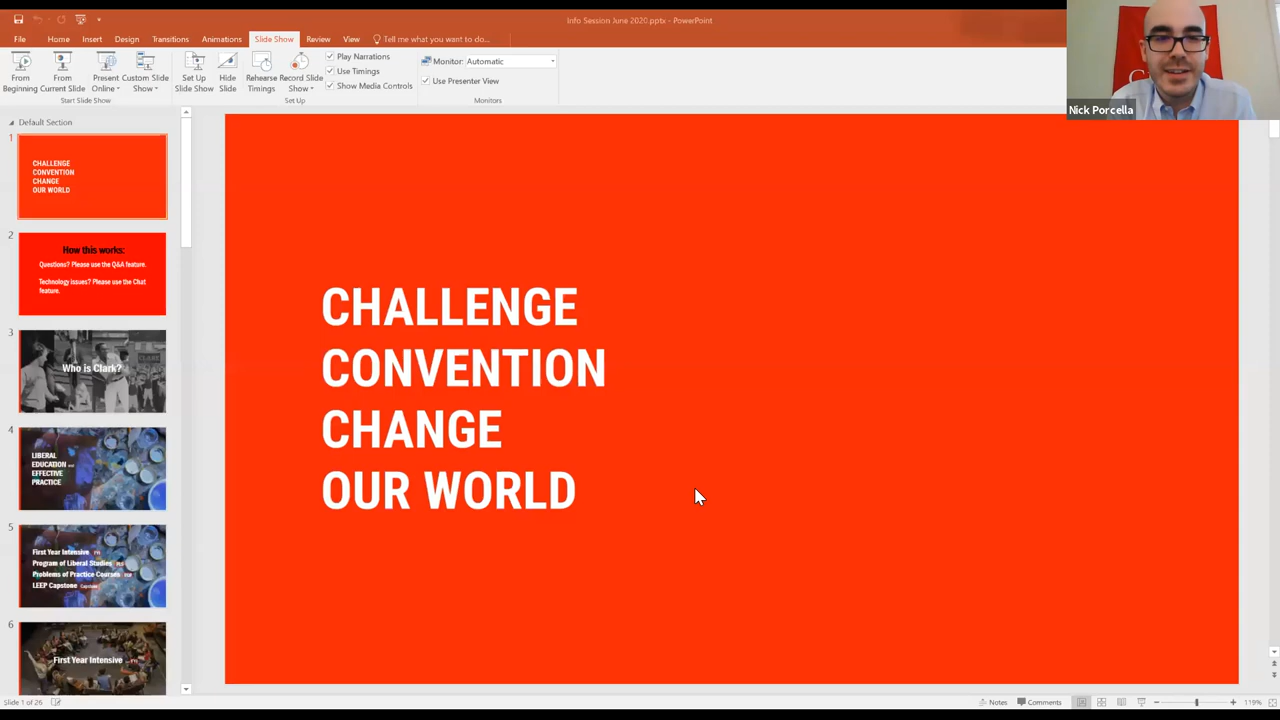 Info Session June 2020.pptx - PowerPoint
File Home Insert Design Transitions Animations Slide Show Review View Tell me what you want to do...
From Beginning
From Current Slide
Present Online
Custom Slide Show
Set Up Slide Show
Hide Slide
Rehearse Timings
Record Slide Show
Play Narrations
Use Timings
Show Media Controls
Monitor: Automatic
Use Presenter View
Start Slide Show
Set Up
Monitors
Nick Porcella
Default Section
1
CHALLENGE
CONVENTION
CHANGE
OUR WORLD
2
How this works:
Questions? Please use the Q&A feature.
Technology issues? Please use the Chat
feature.
3
Who is Clark?
4
LIBERAL
EDUCATION and
EFFECTIVE
PRACTICE
5
First Year Intensive
Program of Liberal Studies
Problems of Practice Courses
LEEP Capstone
6
First Year Intensive
CHALLENGE
CONVENTION
CHANGE
OUR WORLD
Slide 1 of 26
Notes
Comments
119%